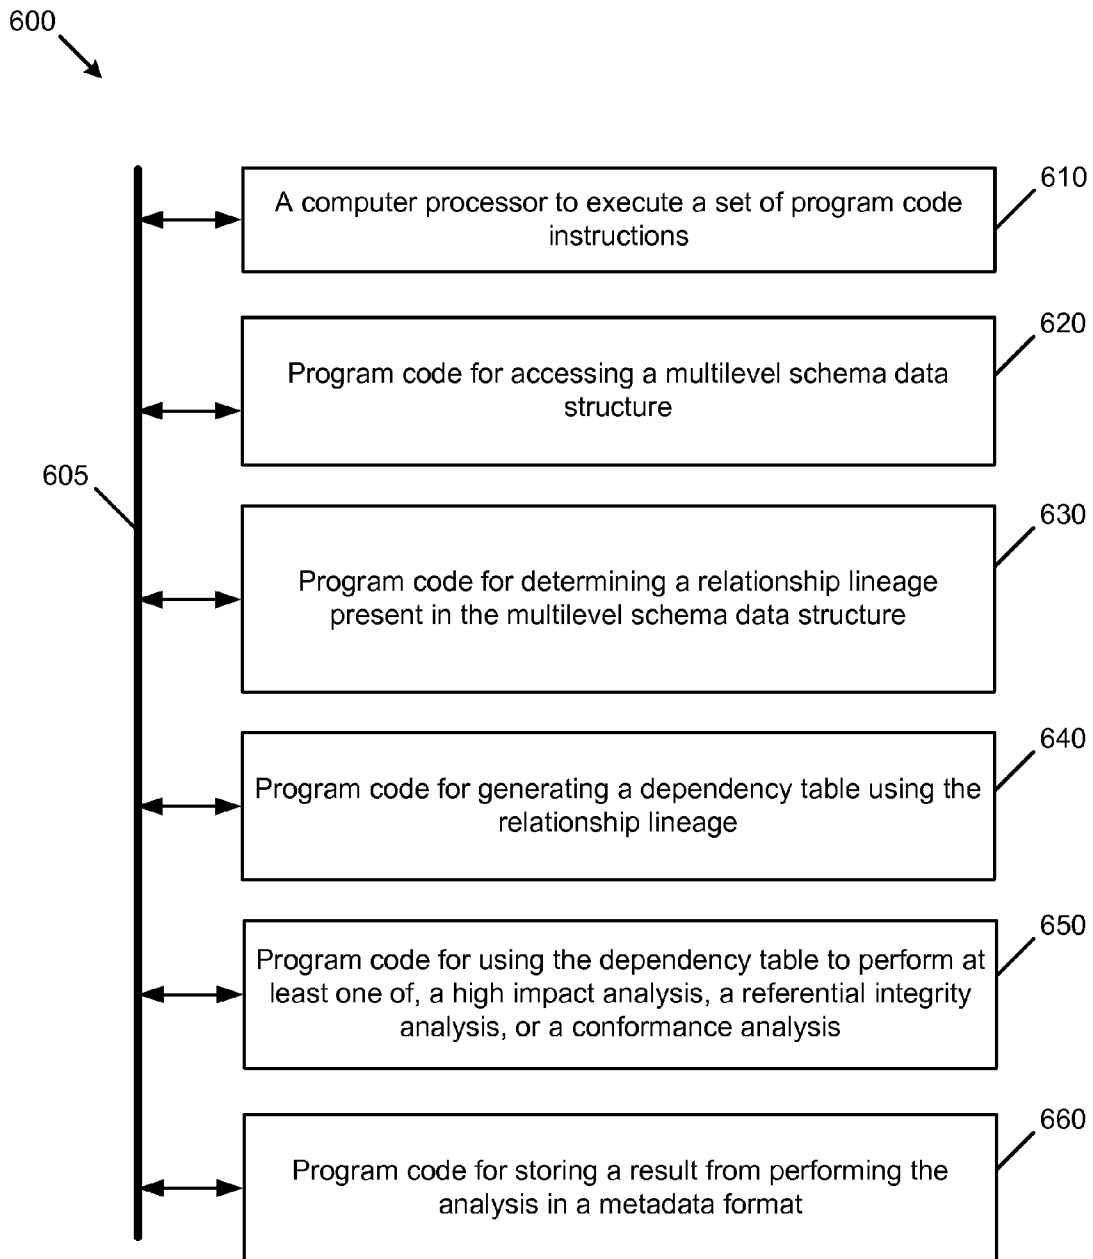 600
610
A computer processor to execute a set of program code
instructions
620
Program code for accessing a multilevel schema data
structure
605
630
Program code for determining a relationship lineage
present in the multilevel schema data structure
640
Program code for generating a dependency table using the
relationship lineage
650
Program code for using the dependency table to perform at
least one of, a high impact analysis, a referential integrity
analysis, or a conformance analysis
660
Program code for storing a result from performing the
analysis in a metadata format